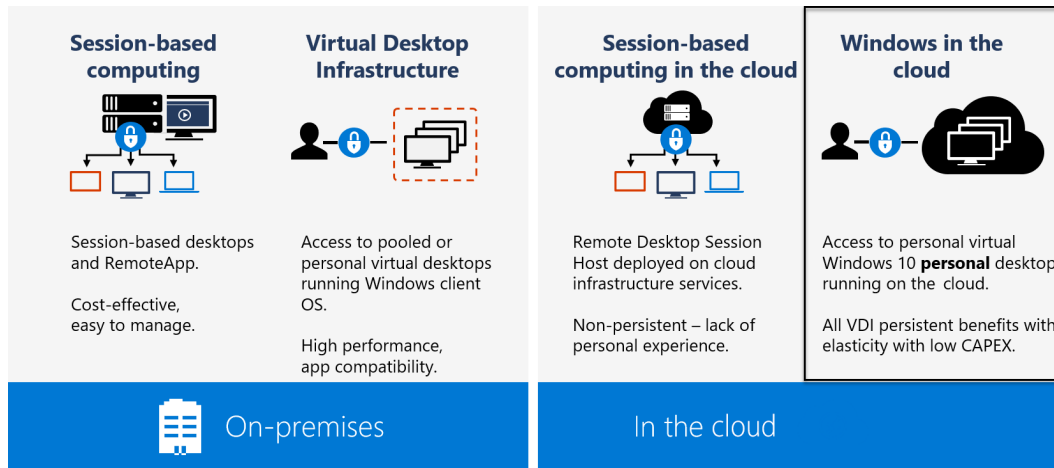 Session-based
computing
Session-based desktops
and RemoteApp.
Cost-effective,
easy to manage.
Virtual Desktop
Infrastructure
Access to pooled or
personal virtual desktops
running Windows client
OS.
High performance,
app compatibility.
On-premises
Session-based
computing in the cloud
Remote Desktop Session
Host deployed on cloud
infrastructure services.
Non-persistent – lack of
personal experience.
Windows in the
cloud
Access to personal virtual
Windows 10 personal desktop
running on the cloud.
All VDI persistent benefits with
elasticity with low CAPEX.
In the cloud